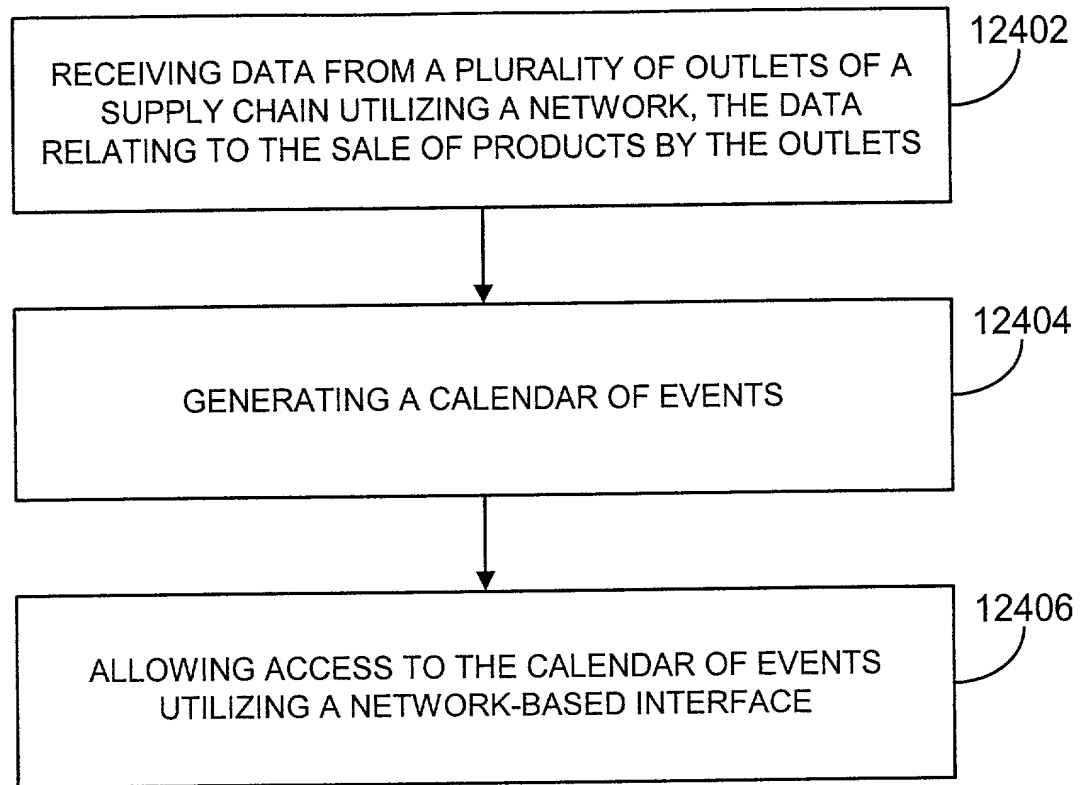 12402
RECEIVING DATA FROM A PLURALITY OF OUTLETS OF A
SUPPLY CHAIN UTILIZING A NETWORK, THE DATA
RELATING TO THE SALE OF PRODUCTS BY THE OUTLETS
12404
GENERATING A CALENDAR OF EVENTS
12406
ALLOWING ACCESS TO THE CALENDAR OF EVENTS
UTILIZING A NETWORK-BASED INTERFACE